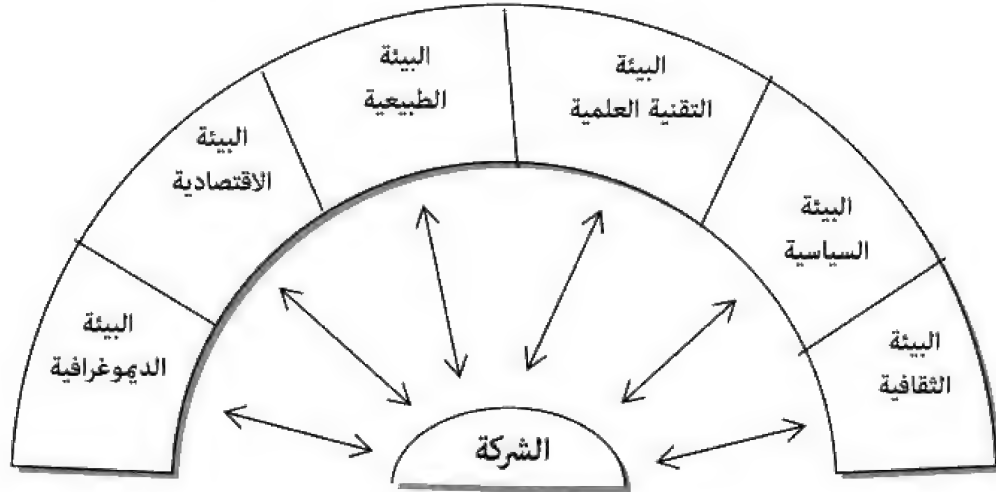 البيئة
التقنية العلمية
البيئة
الطبيعية
البيئة
الاقتصادية
البيئة
السياسية
البيئة
الديموغرافية
البيئة
الثقافية
الشركة